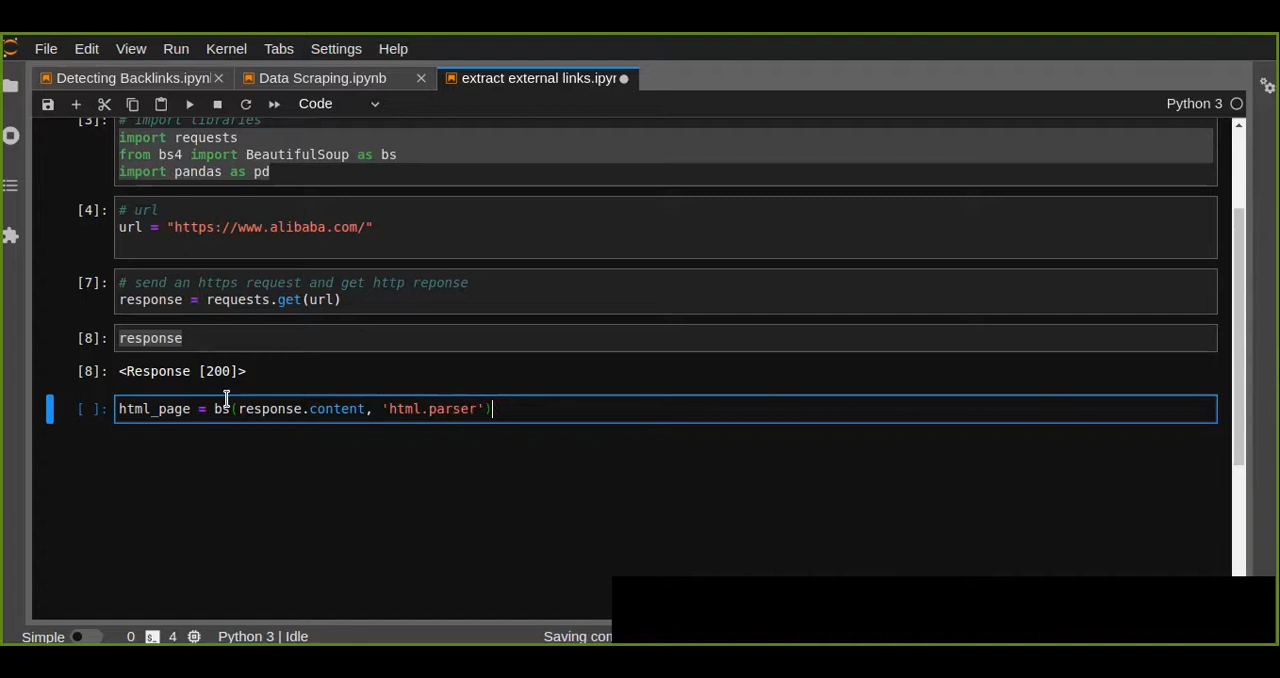 File Edit View Run Kernel Tabs Settings Help
Detecting Backlinks.ipyn Data Scraping.ipynb extract external links.ipyr
Code Python 3
[3]: # import libraries
import requests
from bs4 import BeautifulSoup as bs
import pandas as pd
[4]: # url
url = "https://www.alibaba.com/"
[7]: # send an https request and get http reponse
response = requests.get(url)
[8]: response
[8]: <Response [200]>
[ ]: html_page = bs(response.content, 'html.parser')
Simple 0 $_ 4 Python 3 | Idle Saving con